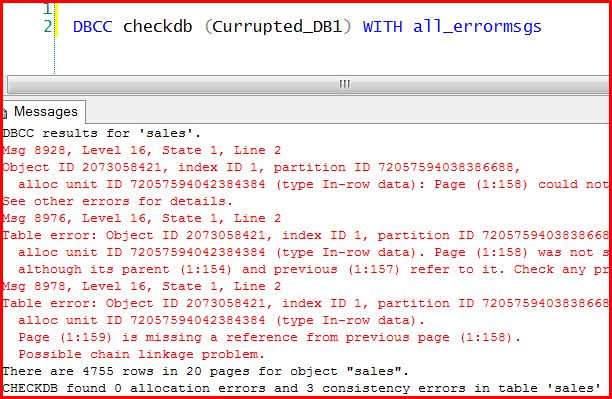 1
2 DBCC checkdb (Currupted_DB1) WITH all_errormsgs
Messages
DBCC results for 'sales'.
Msg 8928, Level 16, State 1, Line 2
Object ID 2073058421, index ID 1, partition ID 72057594038386688,
alloc unit ID 72057594042384384 (type In-row data): Page (1:158) could not
See other errors for details.
Msg 8976, Level 16, State 1, Line 2
Table error: Object ID 2073058421, index ID 1, partition ID 7205759403838668
alloc unit ID 72057594042384384 (type In-row data). Page (1:158) was not s
although its parent (1:154) and previous (1:157) refer to it. Check any pr
Msg 8978, Level 16, State 1, Line 2
Table error: Object ID 2073058421, index ID 1, partition ID 7205759403838668
alloc unit ID 72057594042384384 (type In-row data).
Page (1:159) is missing a reference from previous page (1:158).
Possible chain linkage problem.
There are 4755 rows in 20 pages for object "sales".
CHECKDB found 0 allocation errors and 3 consistency errors in table 'sales'